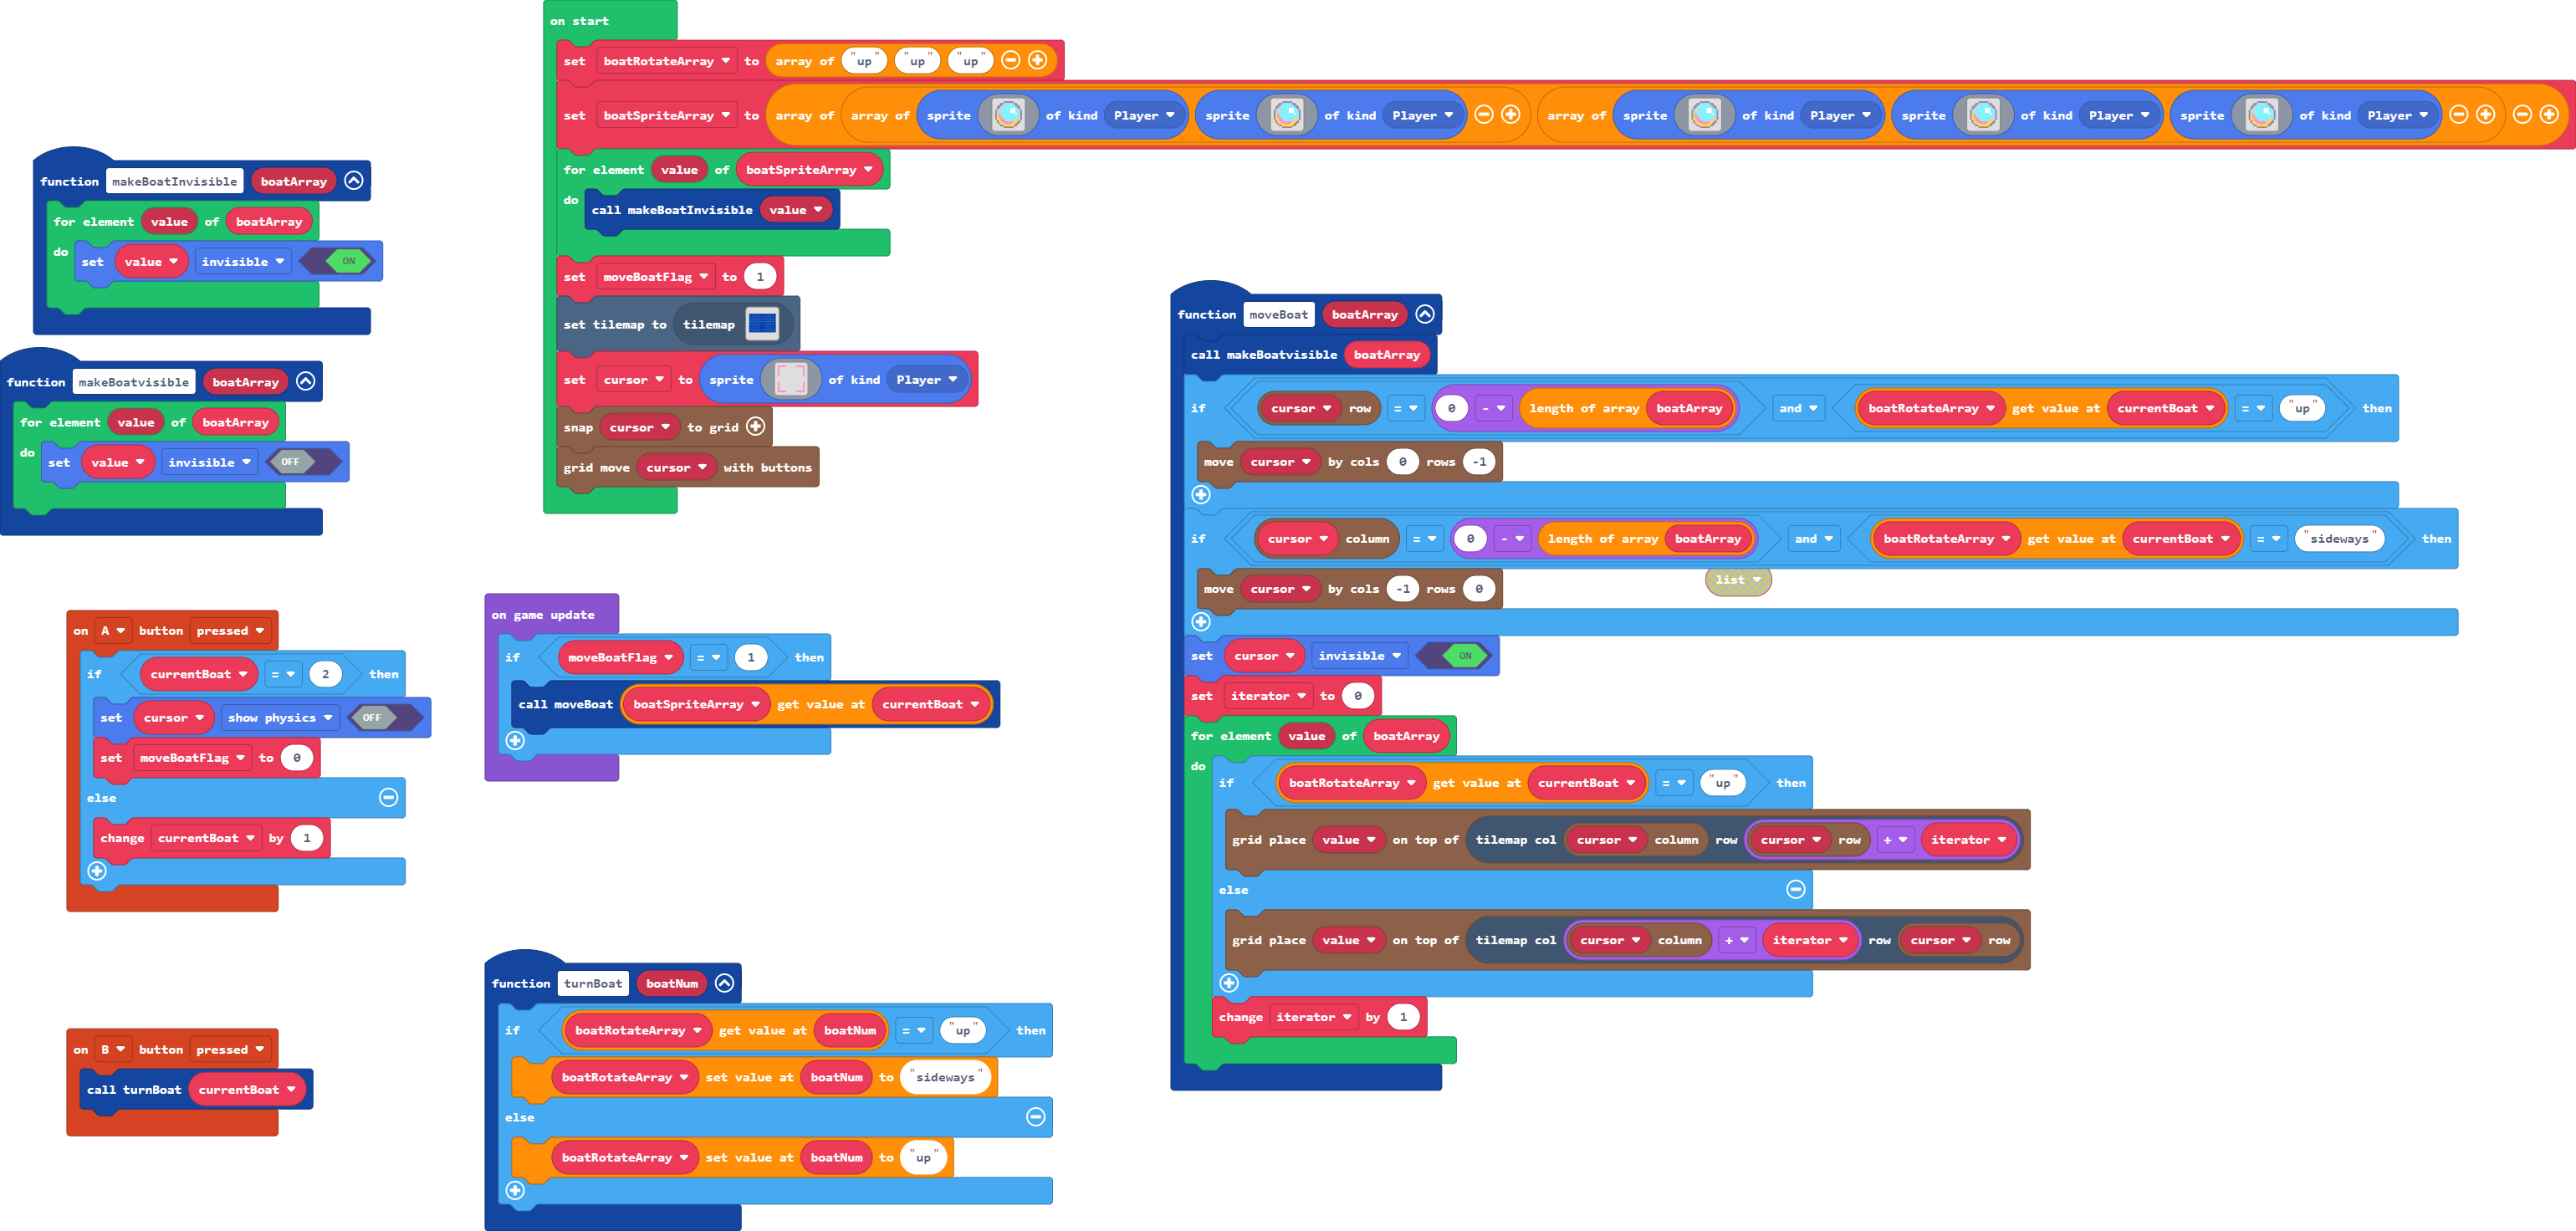 on start
set boatRotateArray to array of "up" "up" "up"
set boatSpriteArray to array of array of sprite of kind Player sprite of kind Player array of sprite of kind Player sprite of kind Player sprite of kind Player
for element value of boatSpriteArray
do call makeBoatInvisible value
set moveBoatFlag to 1
set tilemap to tilemap
set cursor to sprite of kind Player
snap cursor to grid
grid move cursor with buttons
function makeBoatInvisible boatArray
for element value of boatArray
do set value invisible ON
function makeBoatvisible boatArray
for element value of boatArray
do set value invisible OFF
on A button pressed
if currentBoat = 2 then
set cursor show physics OFF
set moveBoatFlag to 0
else
change currentBoat by 1
on B button pressed
call turnBoat currentBoat
on game update
if moveBoatFlag = 1 then
call moveBoat boatSpriteArray get value at currentBoat
function turnBoat boatNum
if boatRotateArray get value at boatNum = "up" then
boatRotateArray set value at boatNum to "sideways"
else
boatRotateArray set value at boatNum to "up"
function moveBoat boatArray
call makeBoatvisible boatArray
if cursor row = 0 - length of array boatArray and boatRotateArray get value at currentBoat = "up" then
move cursor by cols 0 rows -1
if cursor column = 0 - length of array boatArray and boatRotateArray get value at currentBoat = "sideways" then
list
move cursor by cols -1 rows 0
set cursor invisible ON
set iterator to 0
for element value of boatArray
do if boatRotateArray get value at currentBoat = "up" then
grid place value on top of tilemap col cursor column row cursor row + iterator
else
grid place value on top of tilemap col cursor column + iterator row cursor row
change iterator by 1